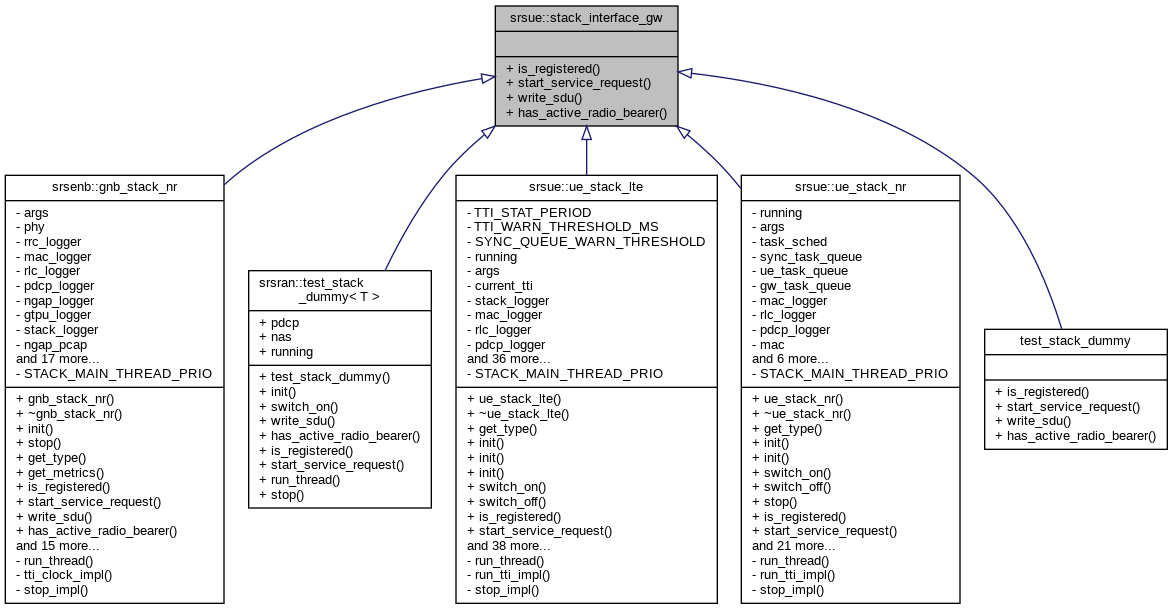 srsue::stack_interface_gw
+ is_registered()
+ start_service_request()
+ write_sdu()
+ has_active_radio_bearer()
srsenb::gnb_stack_nr
- args
- phy
- rrc_logger
- mac_logger
- rlc_logger
- pdcp_logger
- ngap_logger
- gtpu_logger
- stack_logger
- ngap_pcap
and 17 more...
- STACK_MAIN_THREAD_PRIO
+ gnb_stack_nr()
+ ~gnb_stack_nr()
+ init()
+ stop()
+ get_type()
+ get_metrics()
+ is_registered()
+ start_service_request()
+ write_sdu()
+ has_active_radio_bearer()
and 15 more...
- run_thread()
- tti_clock_impl()
- stop_impl()
srsran::test_stack
_dummy< T >
+ pdcp
+ nas
+ running
+ test_stack_dummy()
+ init()
+ switch_on()
+ write_sdu()
+ has_active_radio_bearer()
+ is_registered()
+ start_service_request()
+ run_thread()
+ stop()
srsue::ue_stack_lte
- TTI_STAT_PERIOD
- TTI_WARN_THRESHOLD_MS
- SYNC_QUEUE_WARN_THRESHOLD
- running
- args
- current_tti
- stack_logger
- mac_logger
- rlc_logger
- pdcp_logger
and 36 more...
- STACK_MAIN_THREAD_PRIO
+ ue_stack_lte()
+ ~ue_stack_lte()
+ get_type()
+ init()
+ init()
+ init()
+ switch_on()
+ switch_off()
+ is_registered()
+ start_service_request()
and 38 more...
- run_thread()
- run_tti_impl()
- stop_impl()
srsue::ue_stack_nr
- running
- args
- task_sched
- sync_task_queue
- ue_task_queue
- gw_task_queue
- mac_logger
- rlc_logger
- pdcp_logger
- mac
and 6 more...
- STACK_MAIN_THREAD_PRIO
+ ue_stack_nr()
+ ~ue_stack_nr()
+ get_type()
+ init()
+ init()
+ switch_on()
+ switch_off()
+ stop()
+ is_registered()
+ start_service_request()
and 21 more...
- run_thread()
- run_tti_impl()
- stop_impl()
test_stack_dummy
+ is_registered()
+ start_service_request()
+ write_sdu()
+ has_active_radio_bearer()